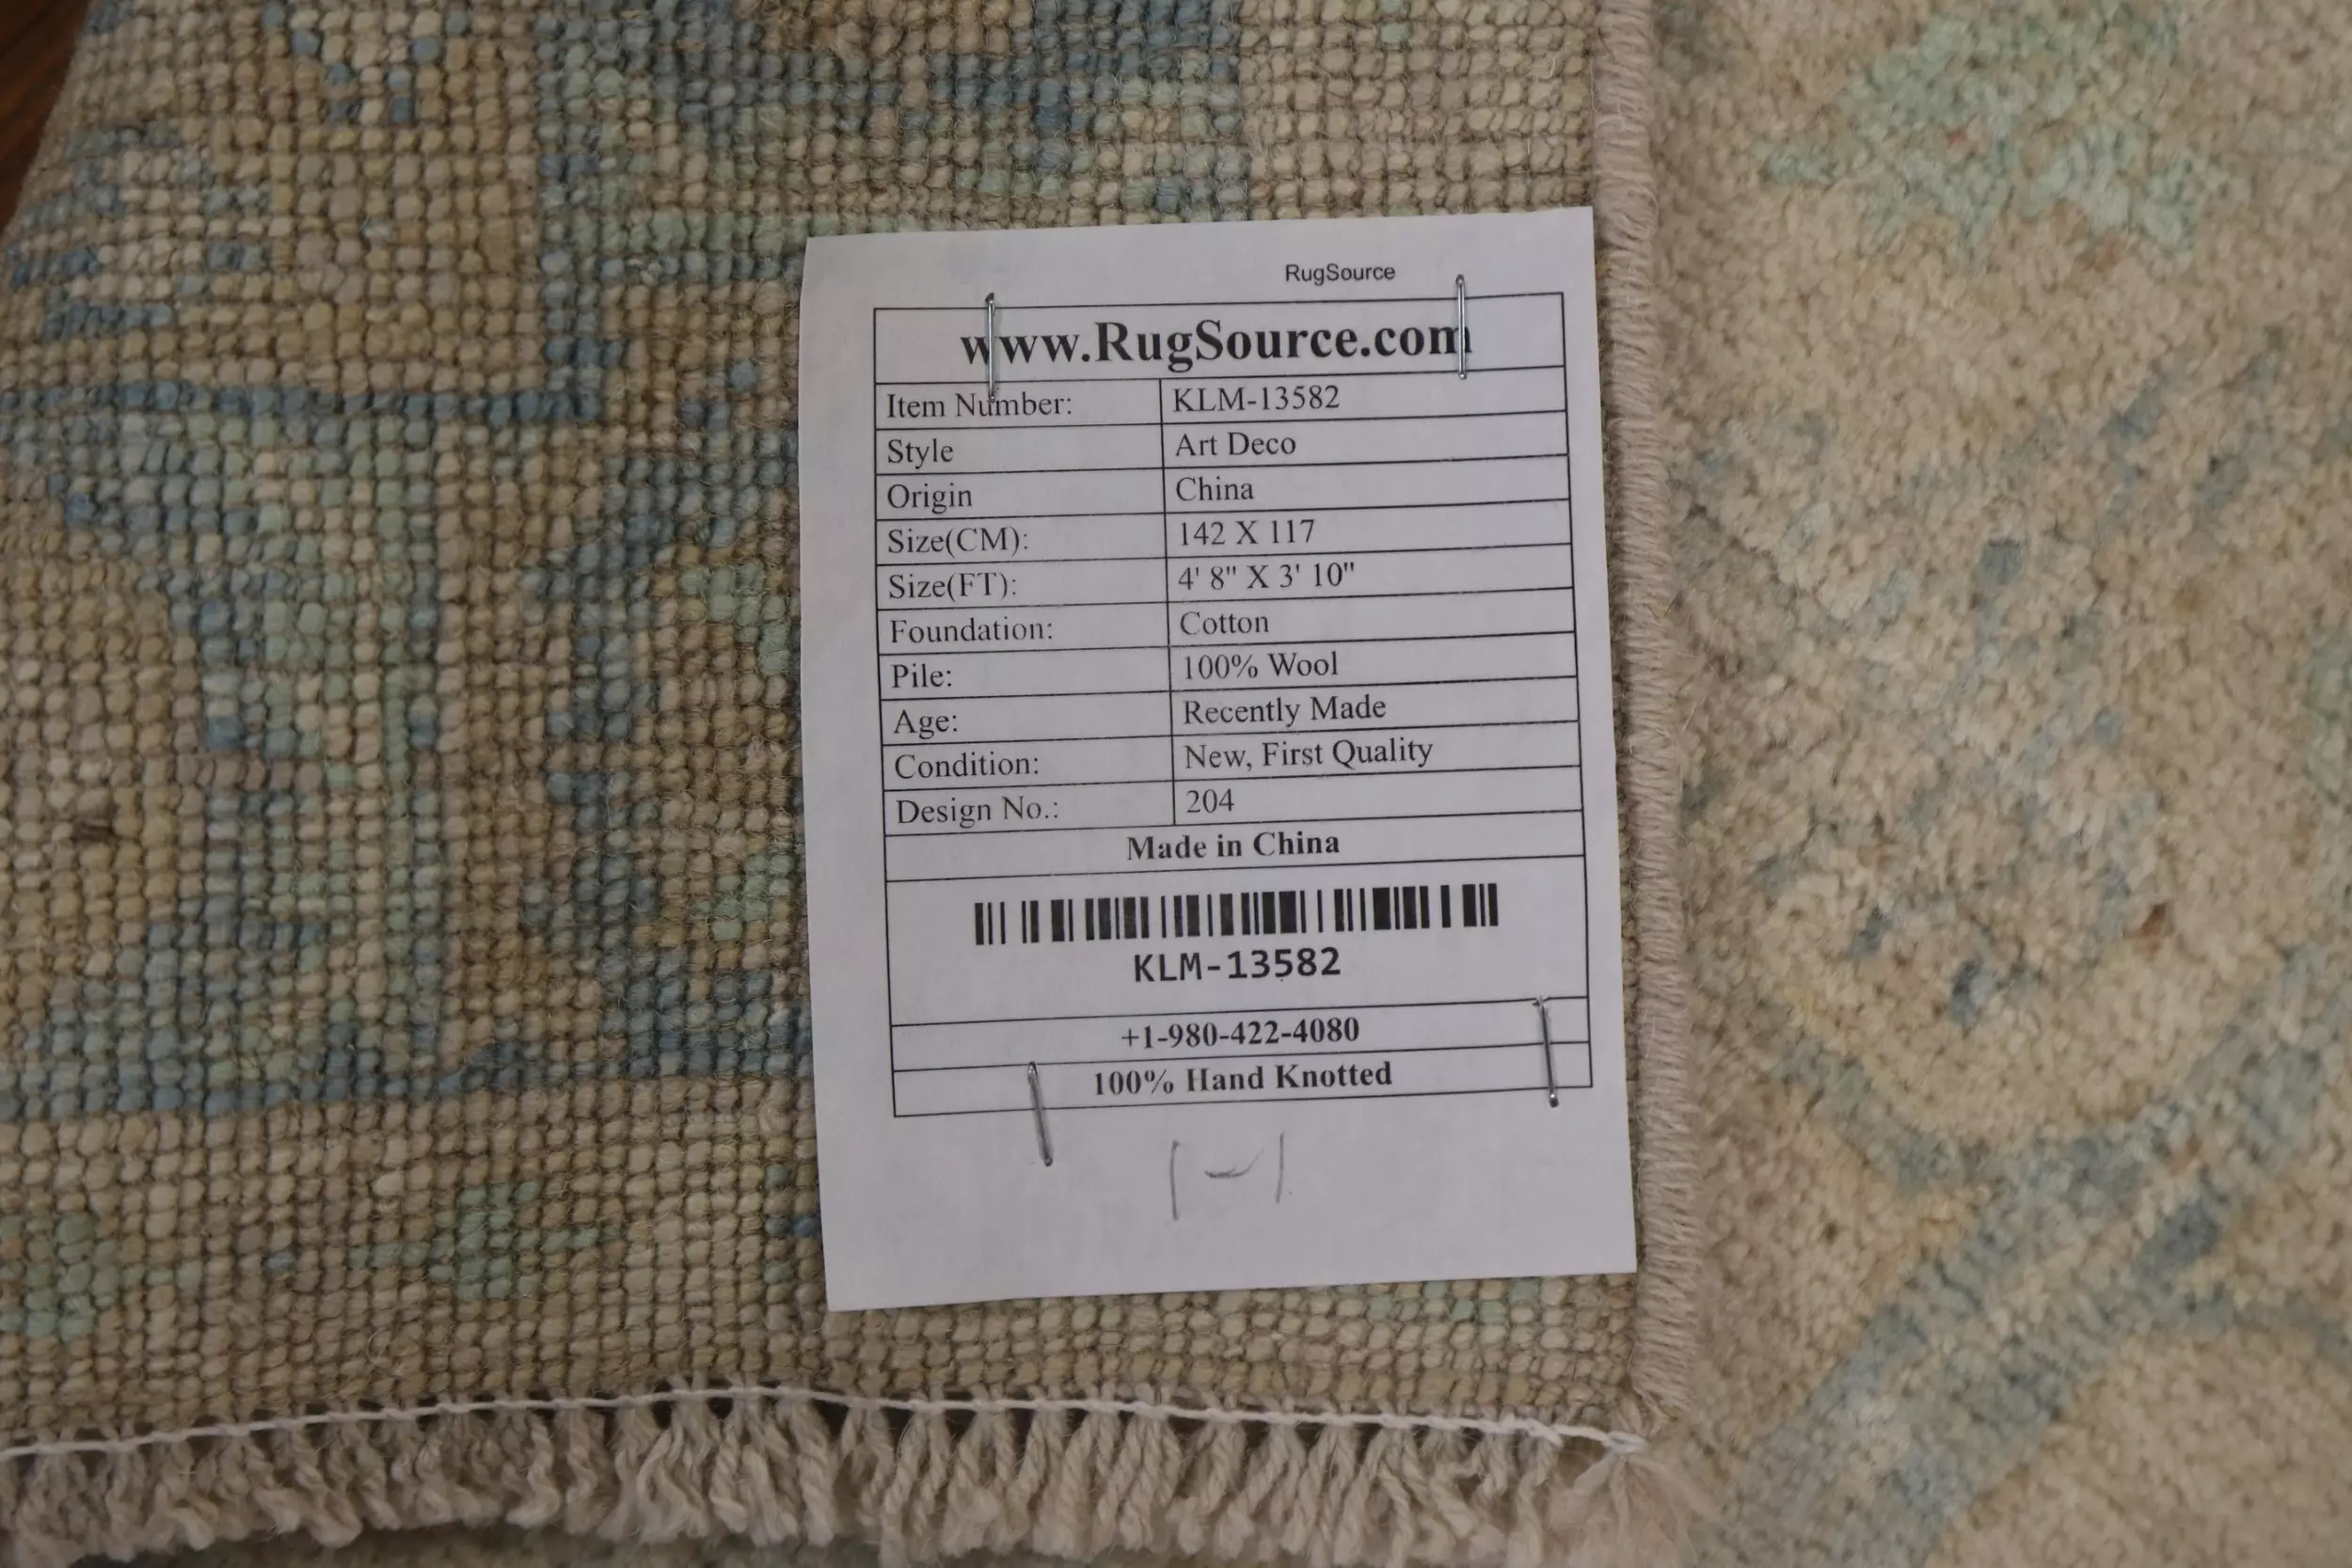 RugSource
www.RugSource.com
Item Number: KLM-13582
Style Art Deco
Origin China
Size(CM): 142 X 117
Size(FT): 4' 8" X 3' 10"
Foundation: Cotton
Pile: 100% Wool
Age: Recently Made
Condition: New, First Quality
Design No.: 204
Made in China
KLM-13582
+1-980-422-4080
100% Hand Knotted
1-1